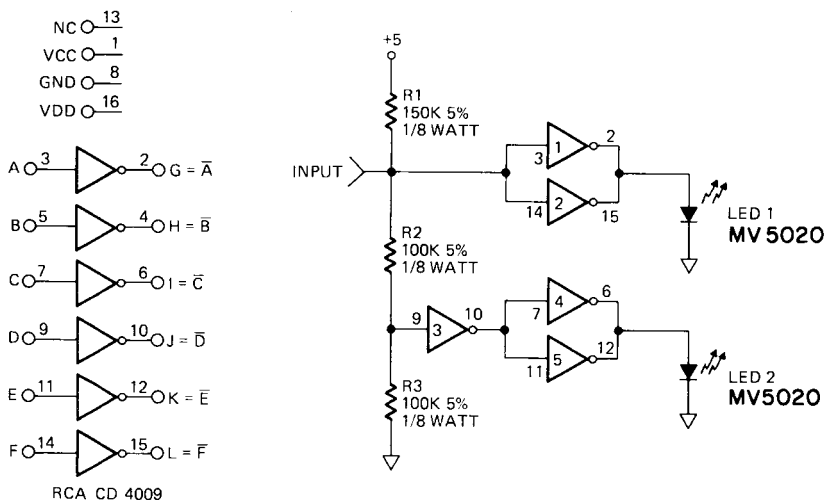 NC 13
VCC 1
GND 8
VDD 16
A 3 2 G = A̅
B 5 4 H = B̅
C 7 6 I = C̅
D 9 10 J = D̅
E 11 12 K = E̅
F 14 15 L = F̅
RCA CD 4009
+5
R1
150K 5%
1/8 WATT
INPUT
3 1 2
14 2 15
LED 1
MV5020
R2
100K 5%
1/8 WATT
9 3 10
7 4 6
11 5 12
LED 2
MV5020
R3
100K 5%
1/8 WATT